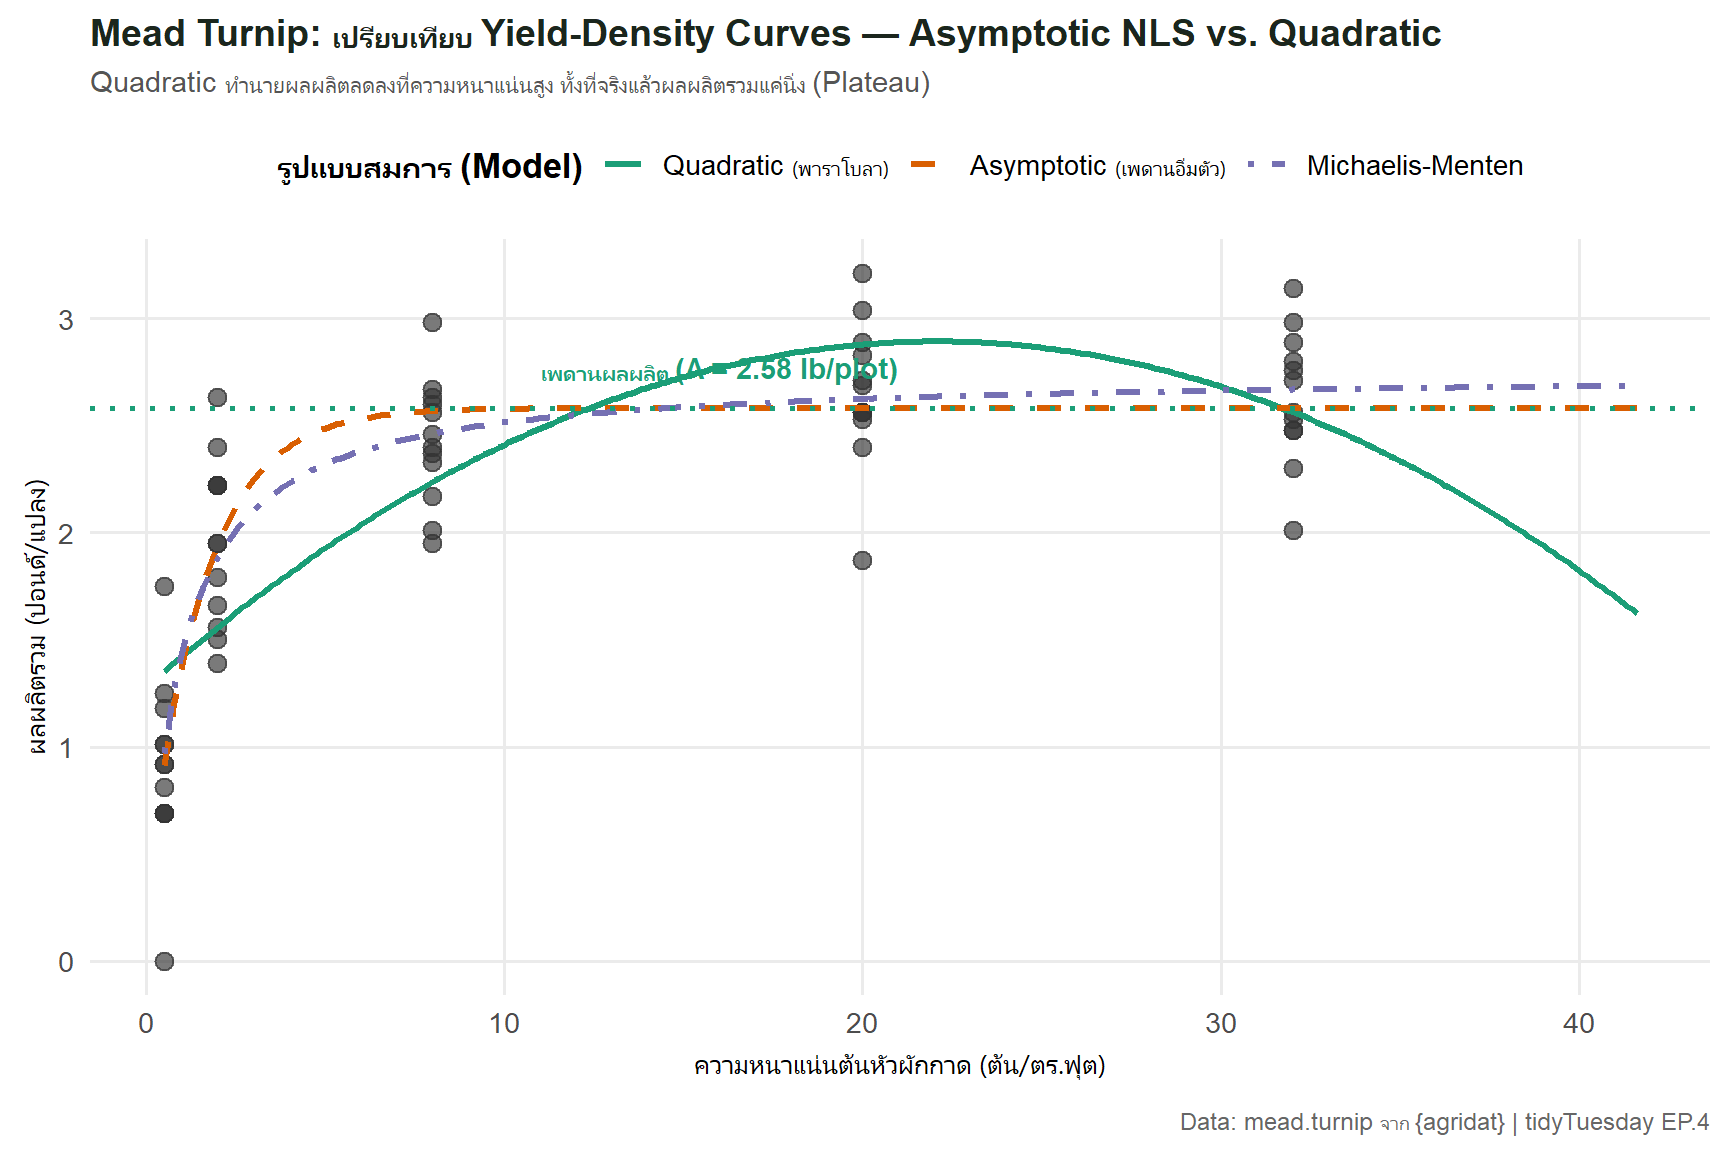 Mead Turnip: เปรียบเทียบ Yield-Density Curves — Asymptotic NLS vs. Quadratic
Quadratic ทำนายผลผลิตลดลงที่ความหนาแน่นสูง ทั้งที่จริงแล้วผลผลิตรวมแค่นิ่ง (Plateau)
รูปแบบสมการ (Model) Quadratic (พาราโบลา) Asymptotic (เพดานอิ่มตัว) Michaelis-Menten
เพดานผลผลิต (A = 2.58 lb/plot)
ผลผลิตรวม (ปอนด์/แปลง)
3
2
1
0
0 10 20 30 40
ความหนาแน่นต้นหัวผักกาด (ต้น/ตร.ฟุต)
Data: mead.turnip จาก {agridat} | tidyTuesday EP.4